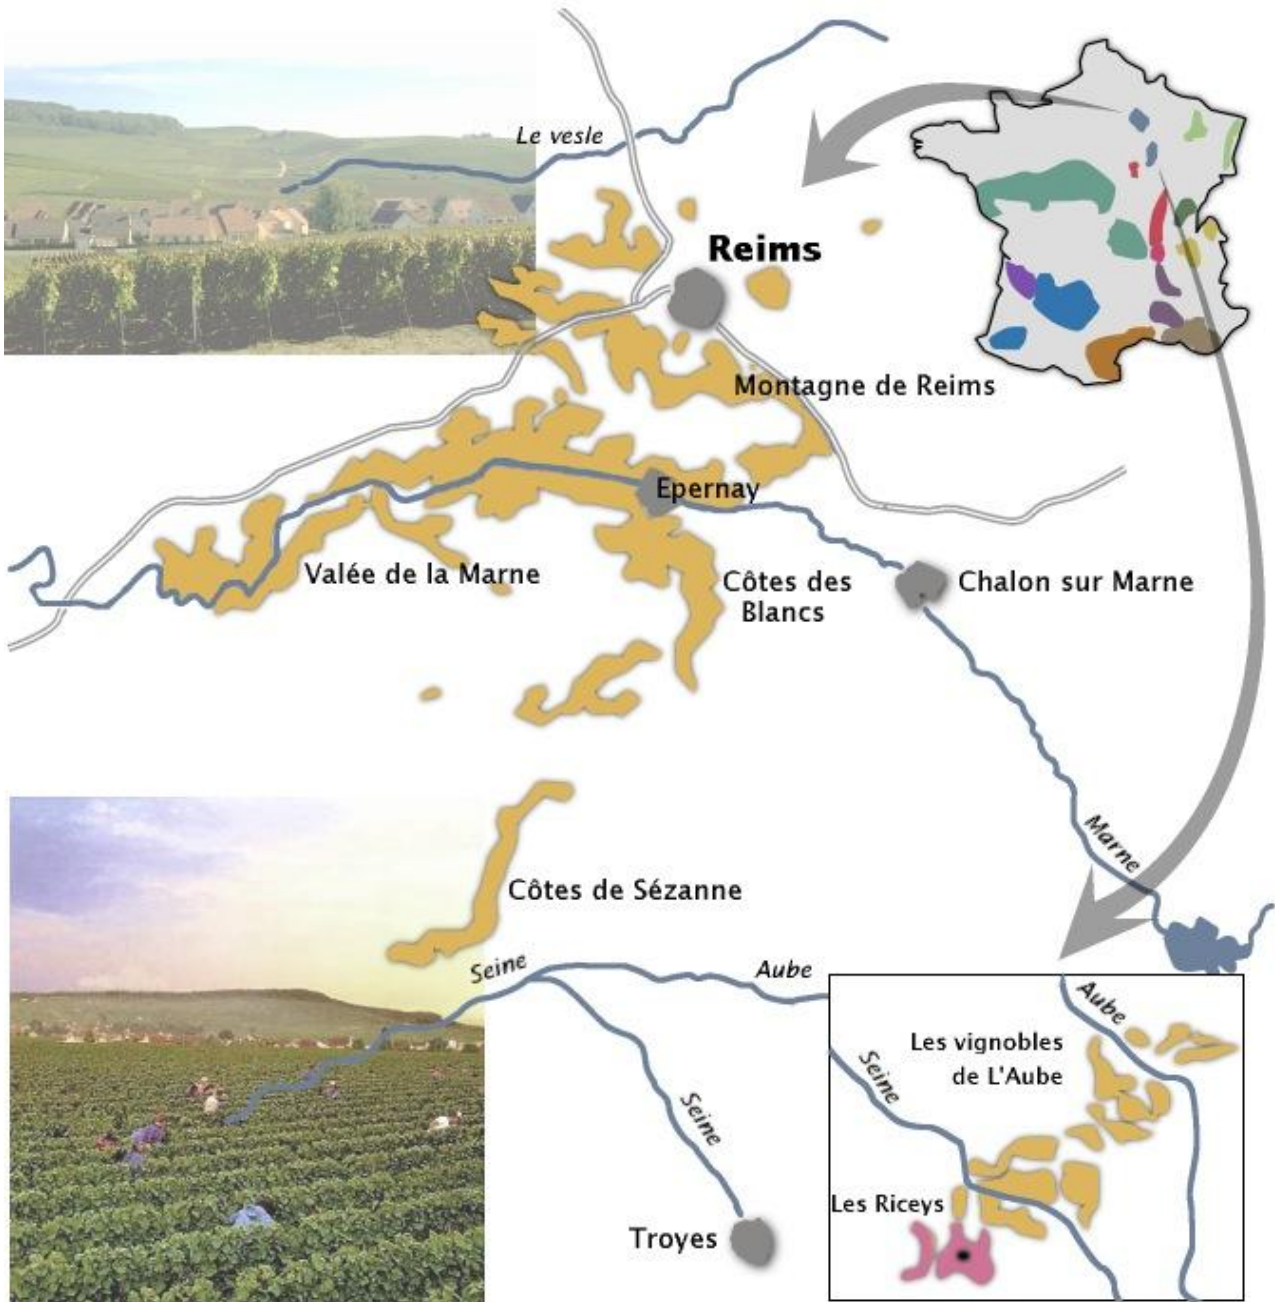 Le vesle
Reims
Montagne de Reims
Epernay
Valée de la Marne
Côtes des
Blancs
Chalon sur Marne
Marne
Côtes de Sézanne
Seine
Aube
Seine
Troyes
Aube
Les vignobles
de L'Aube
Seine
Les Riceys